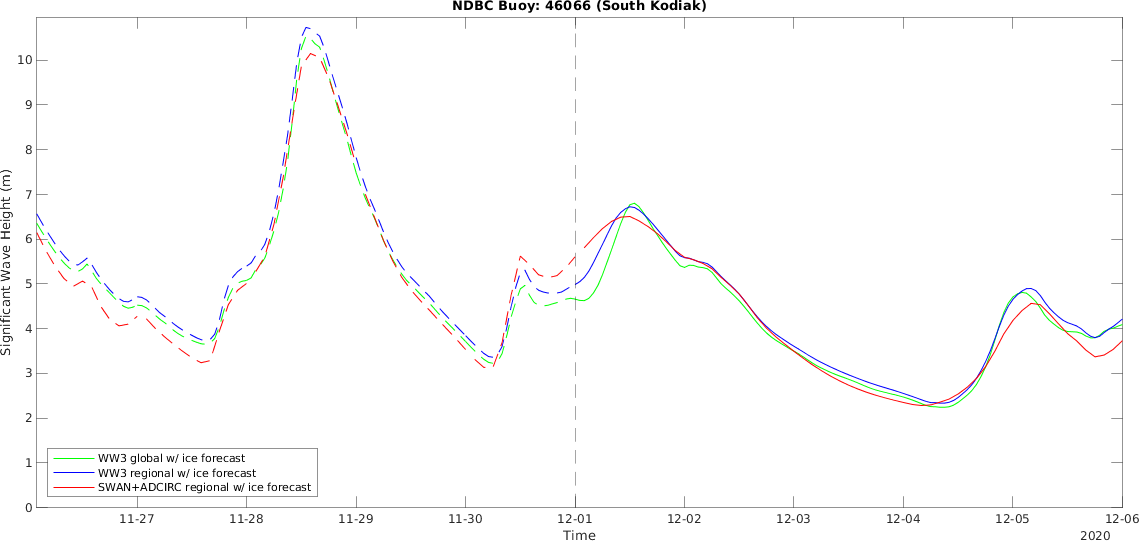 NDBC Buoy: 46066 (South Kodiak)
Significant Wave Height (m)
10
9
8
7
6
5
4
3
2
1
0
WW3 global w/ ice forecast
WW3 regional w/ ice forecast
SWAN+ADCIRC regional w/ ice forecast
11-27 11-28 11-29 11-30 12-01 12-02 12-03 12-04 12-05 12-06
Time
2020